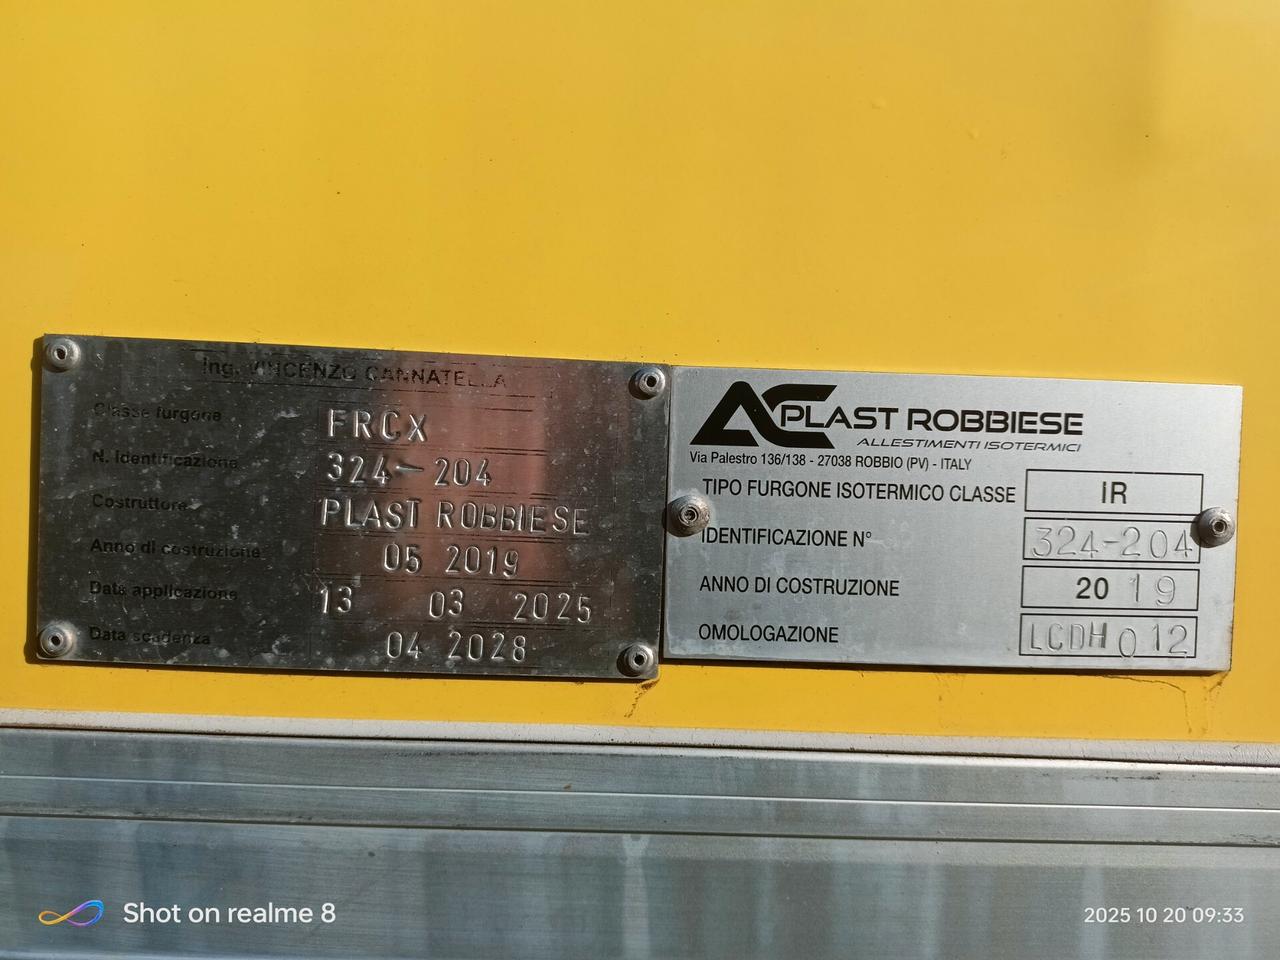 Ing. VINCENZO CANNATELLA
Classe furgone FRCX
N. Identificazione 324-204
Costruttore PLAST ROBBIESE
Anno di costruzione 05 2019
Data applicazione 13 03 2025
Data scadenza 04 2028
AC PLAST ROBBIESE
ALLESTIMENTI ISOTERMICI
Via Palestro 136/138 - 27038 ROBBIO (PV) - ITALY
TIPO FURGONE ISOTERMICO CLASSE IR
IDENTIFICAZIONE N° 324-204
ANNO DI COSTRUZIONE 20 19
OMOLOGAZIONE LCDH 012
Shot on realme 8
2025 10 20 09:33